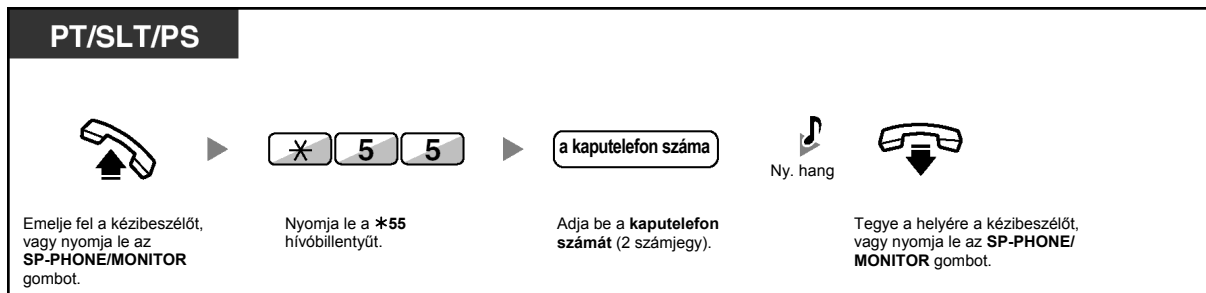 PT/SLT/PS
✳ 5 5
a kaputelefon száma
Ny. hang
Emelje fel a kézibeszélőt,
vagy nyomja le az
SP-PHONE/MONITOR
gombot.
Nyomja le a ✳55
hívóbillentyűt.
Adja be a kaputelefon
számát (2 számjegy).
Tegye a helyére a kézibeszélőt,
vagy nyomja le az SP-PHONE/
MONITOR gombot.